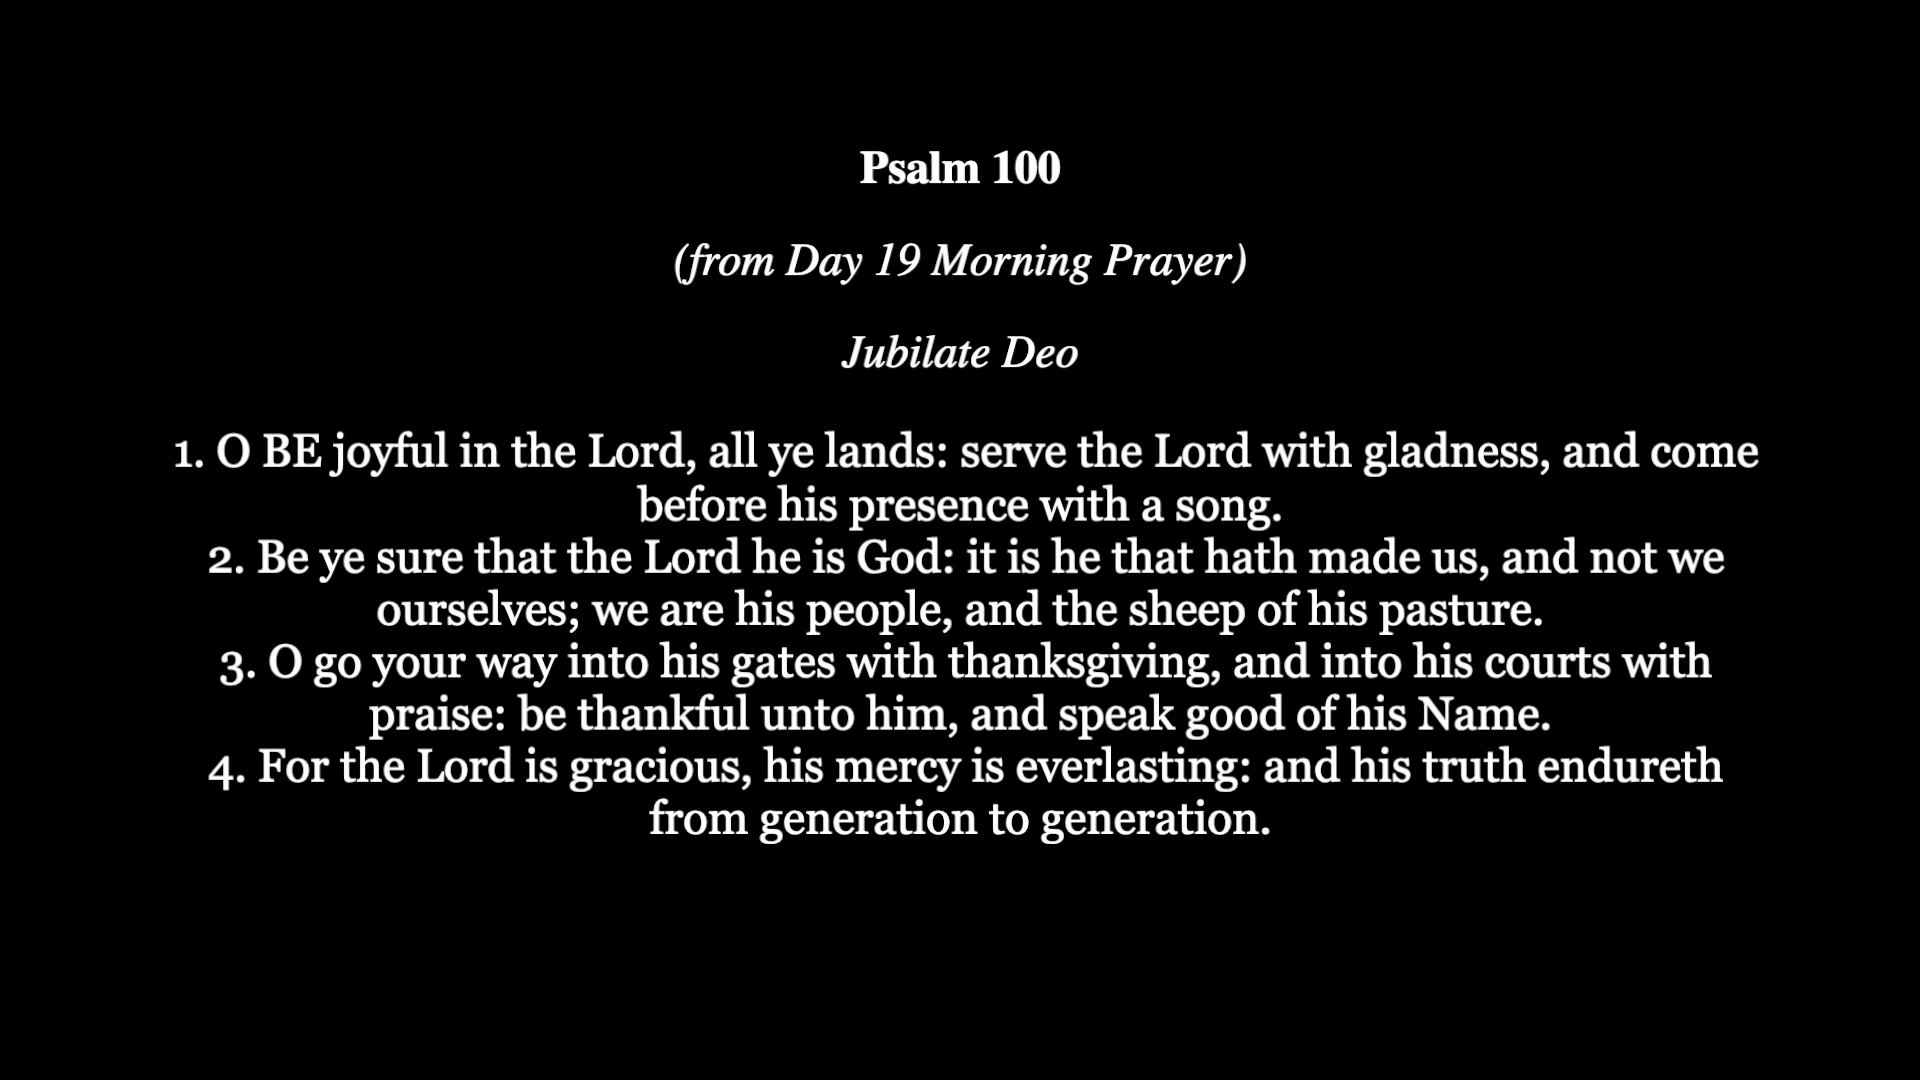 Psalm 100
(from Day 19 Morning Prayer)
Jubilate Deo
1. O BE joyful in the Lord, all ye lands: serve the Lord with gladness, and come
before his presence with a song.
2. Be ye sure that the Lord he is God: it is he that hath made us, and not we
ourselves; we are his people, and the sheep of his pasture.
3. O go your way into his gates with thanksgiving, and into his courts with
praise: be thankful unto him, and speak good of his Name.
4. For the Lord is gracious, his mercy is everlasting: and his truth endureth
from generation to generation.